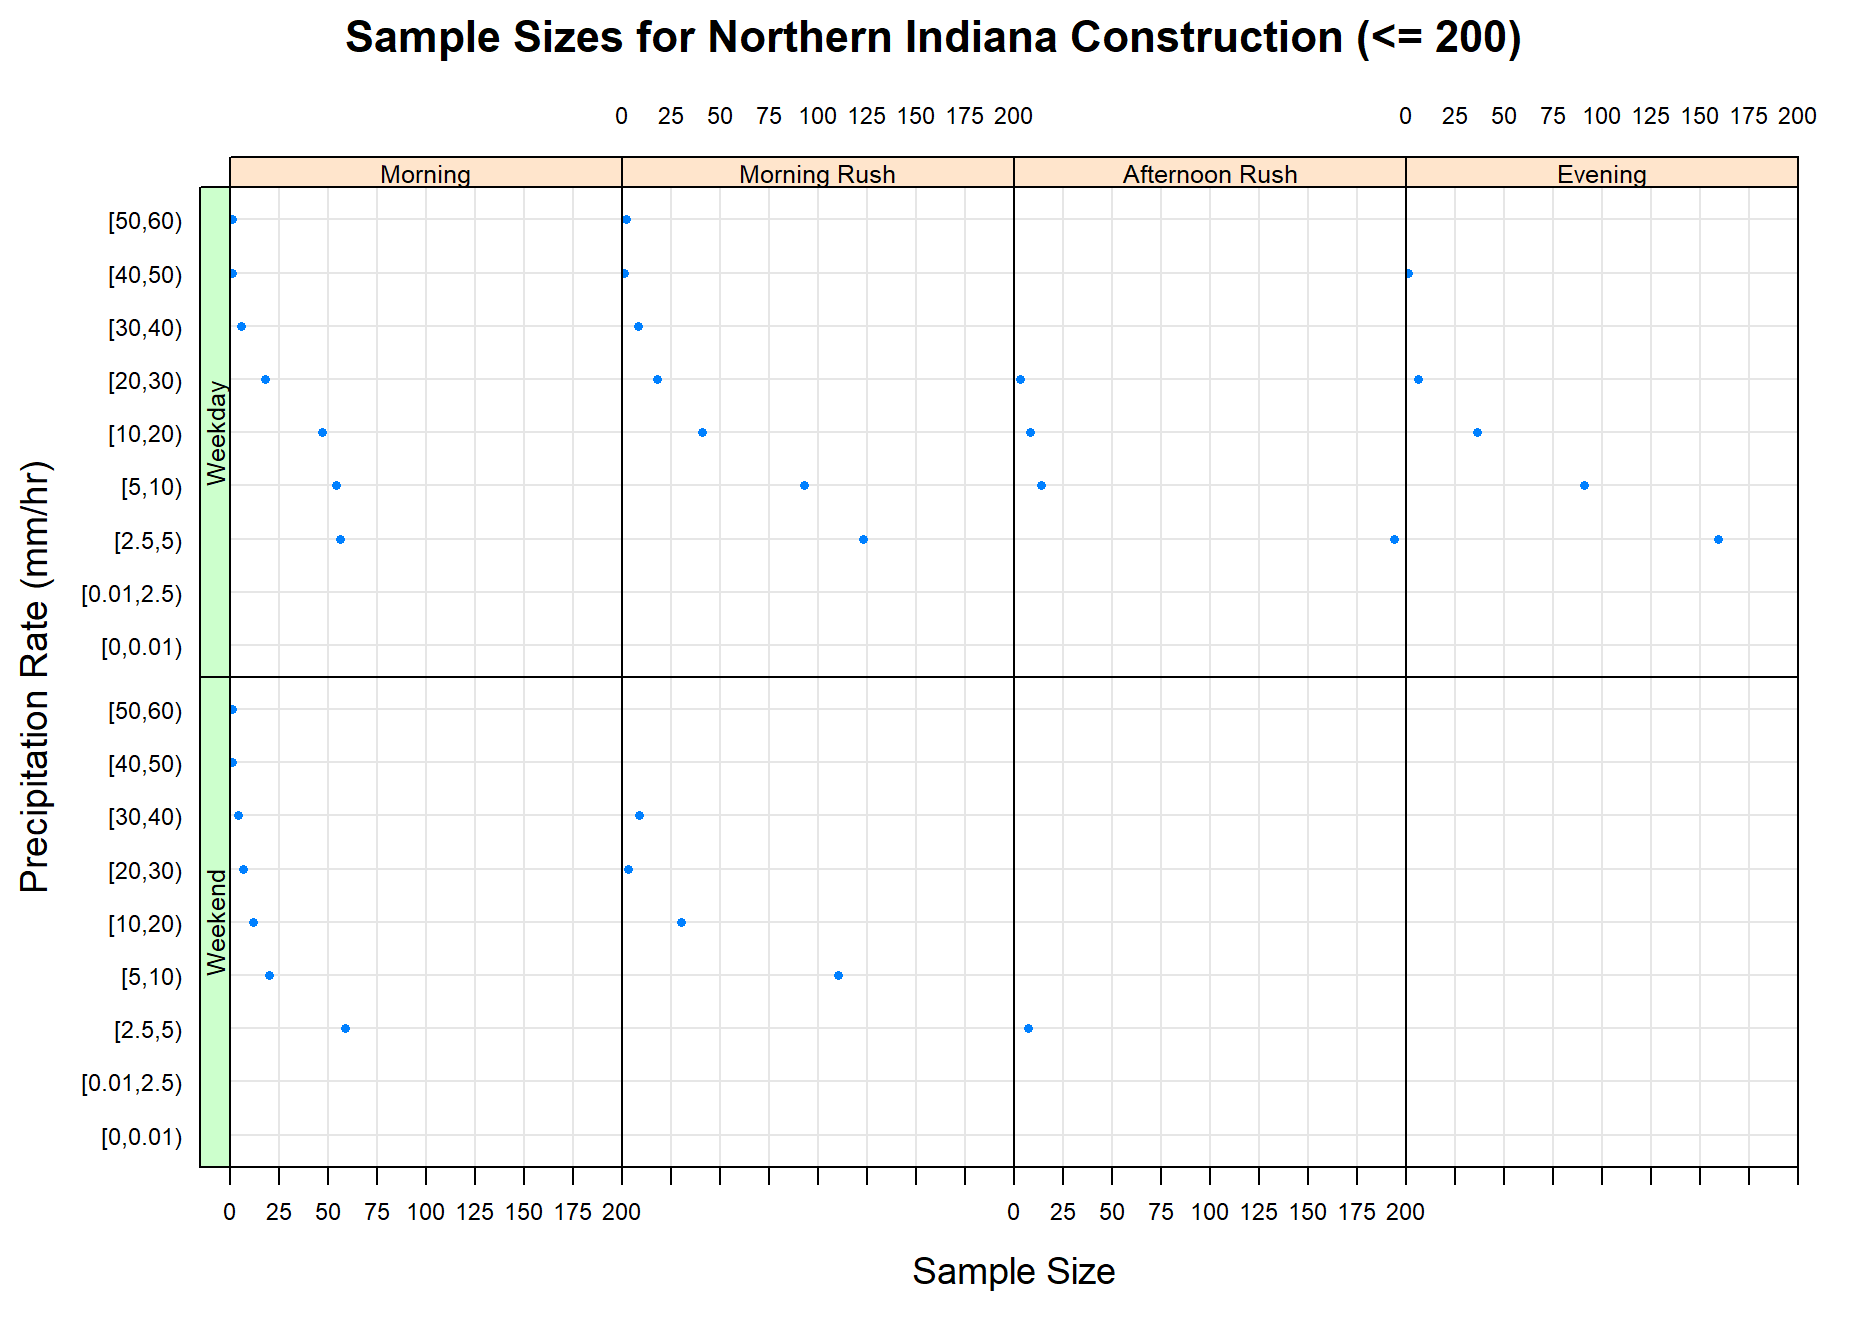 Sample Sizes for Northern Indiana Construction (<= 200)
0 25 50 75 100 125 150 175 200 0 25 50 75 100 125 150 175 200
Morning Morning Rush Afternoon Rush Evening
Precipitation Rate (mm/hr)
Weekday
[50,60)
[40,50)
[30,40)
[20,30)
[10,20)
[5,10)
[2.5,5)
[0.01,2.5)
[0,0.01)
Weekend
[50,60)
[40,50)
[30,40)
[20,30)
[10,20)
[5,10)
[2.5,5)
[0.01,2.5)
[0,0.01)
0 25 50 75 100 125 150 175 200 0 25 50 75 100 125 150 175 200
Sample Size